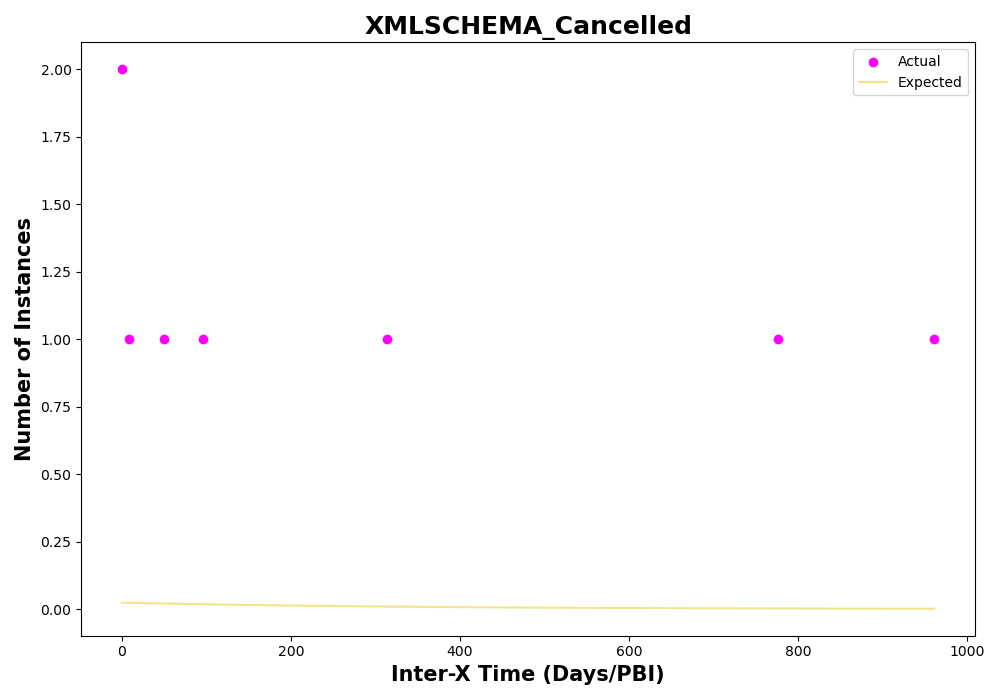 XMLSCHEMA_Cancelled
Actual
Expected
Number of Instances
2.00
1.75
1.50
1.25
1.00
0.75
0.50
0.25
0.00
0 200 400 600 800 1000
Inter-X Time (Days/PBI)